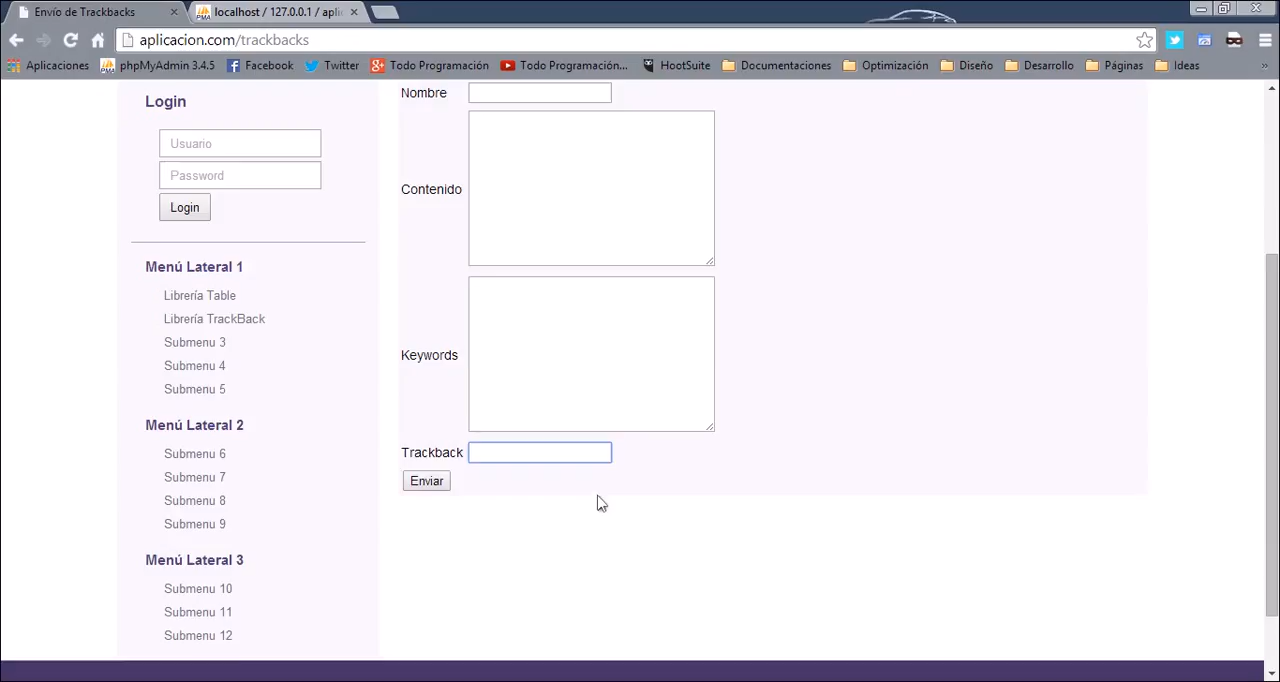 Envío de Trackbacks
localhost / 127.0.0.1 / aplic
aplicacion.com/trackbacks
Aplicaciones
phpMyAdmin 3.4.5
Facebook
Twitter
Todo Programación
Todo Programación...
HootSuite
Documentaciones
Optimización
Diseño
Desarrollo
Páginas
Ideas
»
Login
Usuario
Password
Login
Menú Lateral 1
Librería Table
Librería TrackBack
Submenu 3
Submenu 4
Submenu 5
Menú Lateral 2
Submenu 6
Submenu 7
Submenu 8
Submenu 9
Menú Lateral 3
Submenu 10
Submenu 11
Submenu 12
Nombre
Contenido
Keywords
Trackback
Enviar